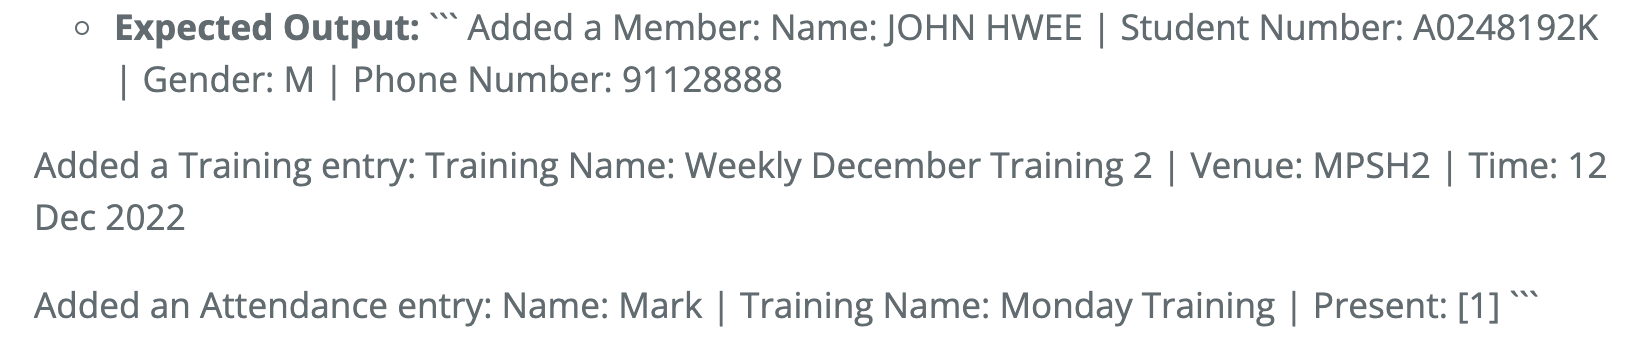 Expected Output: ``` Added a Member: Name: JOHN HWEE | Student Number: A0248192K
| Gender: M | Phone Number: 91128888
Added a Training entry: Training Name: Weekly December Training 2 | Venue: MPSH2 | Time: 12
Dec 2022
Added an Attendance entry: Name: Mark | Training Name: Monday Training | Present: [1] ```